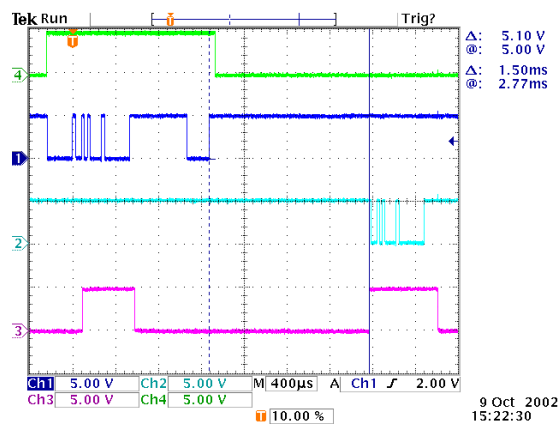 Tek Run Trig?
T
T
Δ: 5.10 V
@: 5.00 V
Δ: 1.50ms
@: 2.77ms
4
1
2
3
Ch1 5.00 V Ch2 5.00 V M 400µs A Ch1 2.00 V
Ch3 5.00 V Ch4 5.00 V
T 10.00 %
9 Oct 2002
15:22:30